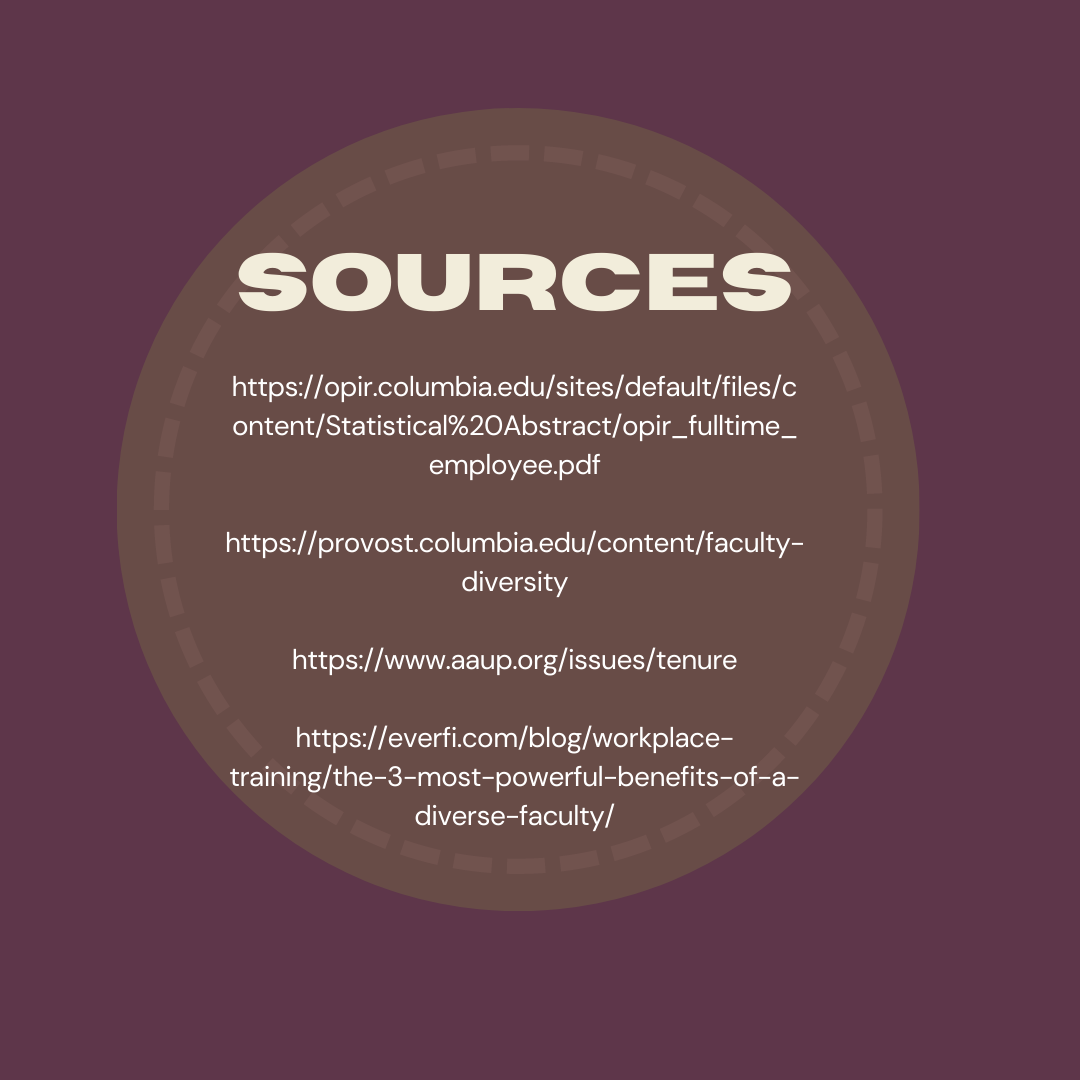 SOURCES
https://opir.columbia.edu/sites/default/files/c
ontent/Statistical%20Abstract/opir_fulltime_
employee.pdf
https://provost.columbia.edu/content/faculty-
diversity
https://www.aaup.org/issues/tenure
https://everfi.com/blog/workplace-
training/the-3-most-powerful-benefits-of-a-
diverse-faculty/